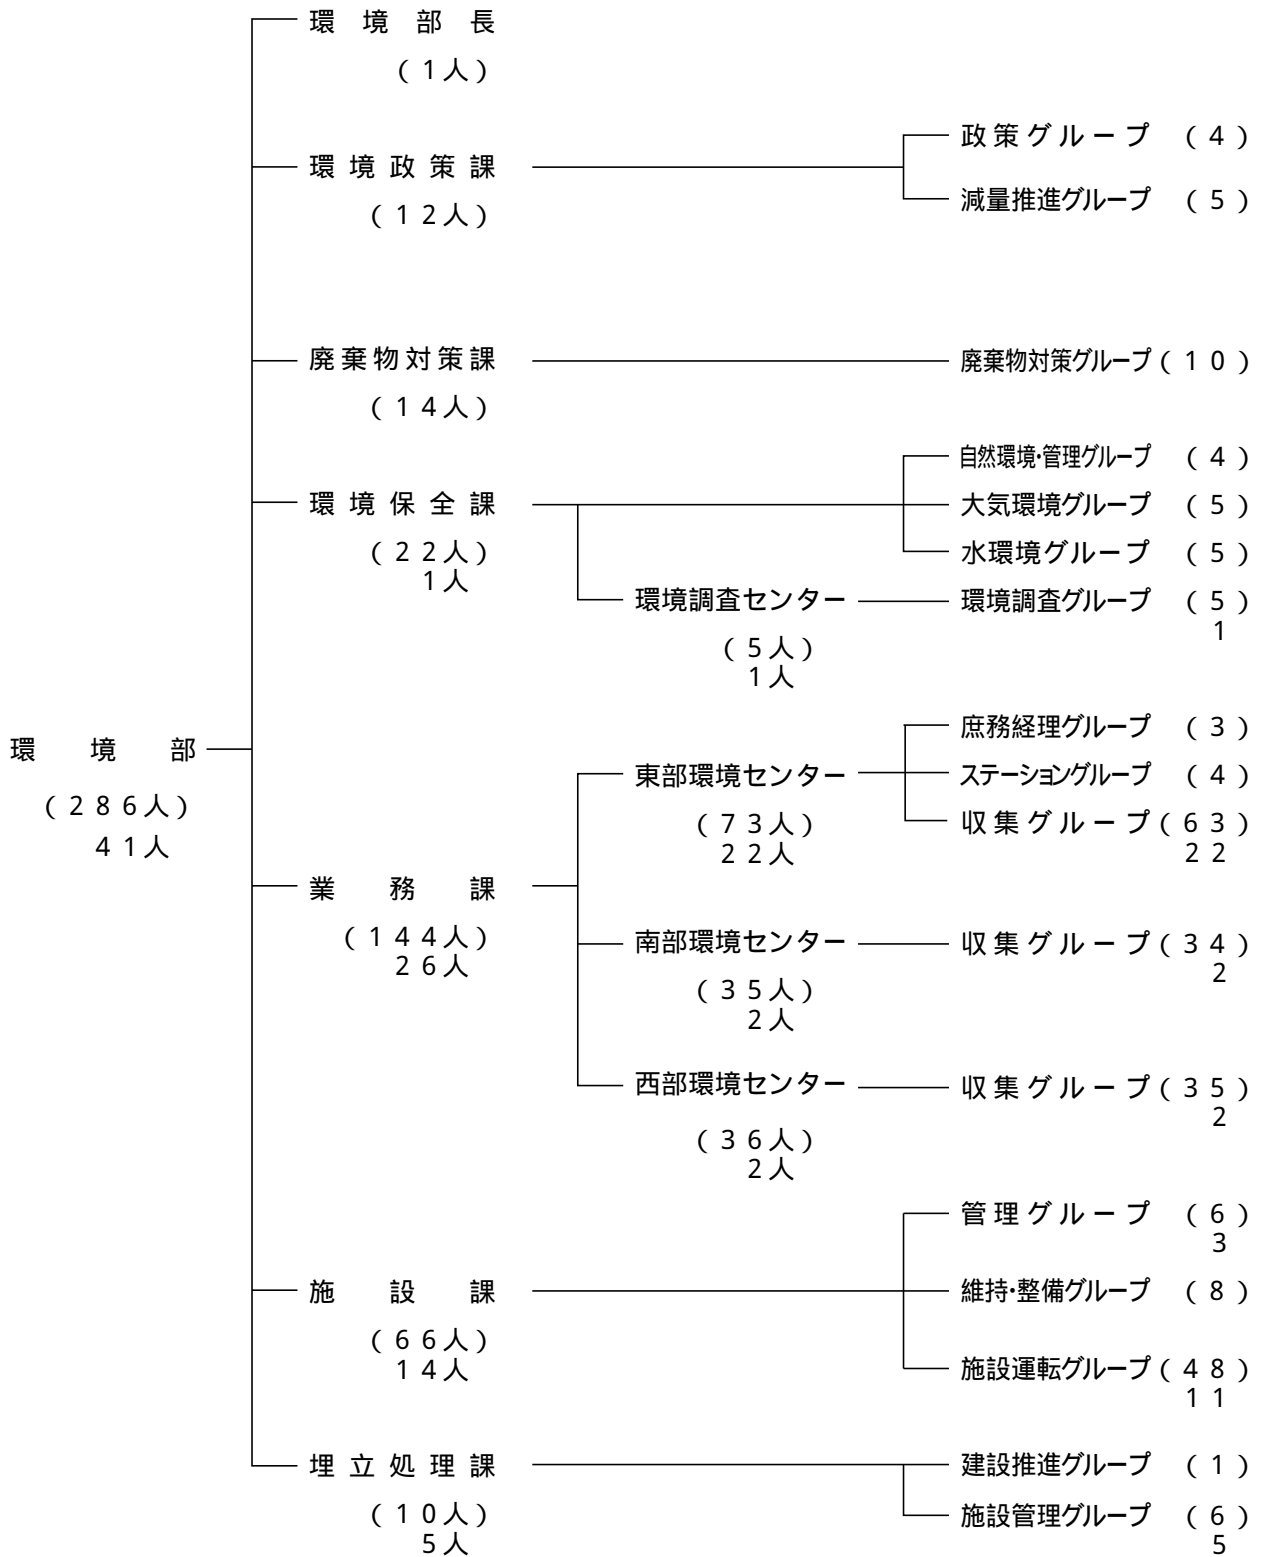 環境部長
（1人）
政策グループ （4）
環境政策課
減量推進グループ （5）
（12人）
廃棄物対策課
廃棄物対策グループ（10）
（14人）
自然環境・管理グループ （4）
環境保全課
大気環境グループ （5）
（22人）
水環境グループ （5）
1人
環境調査センター
環境調査グループ （5）
1
（5人）
1人
環境部
（286人）
41人
庶務経理グループ （3）
東部環境センター
ステーショングループ （4）
（73人）
収集グループ（63）
22人
22
業務課
（144人）
26人
南部環境センター
収集グループ（34）
2
（35人）
2人
西部環境センター
収集グループ（35）
2
（36人）
2人
管理グループ （6）
3
施設課
維持・整備グループ （8）
（66人）
14人
施設運転グループ（48）
11
埋立処理課
建設推進グループ （1）
（10人）
5人
施設管理グループ （6）
5